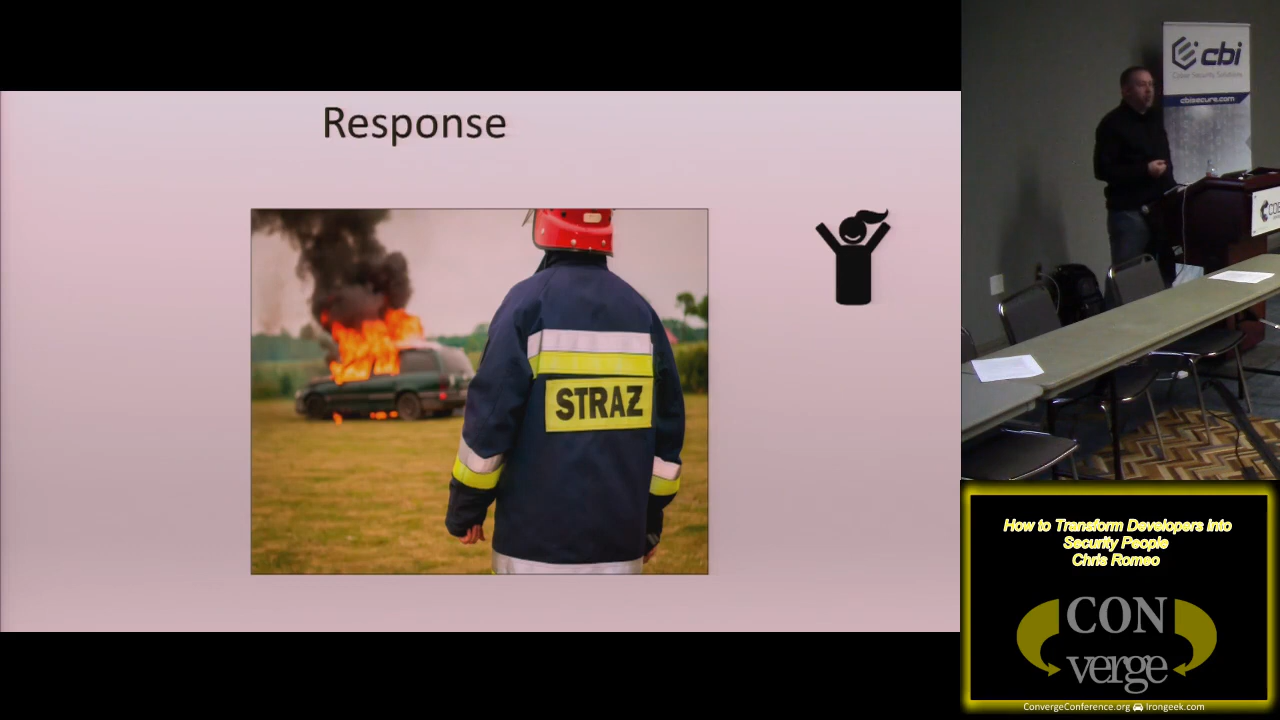 Response
STRAŻ
cbi
Cyber Security Solutions
cbisecure.com
How to Transform Developers Into
Security People
Chris Romeo
CON
verge
ConvergeConference.org
Irongeek.com